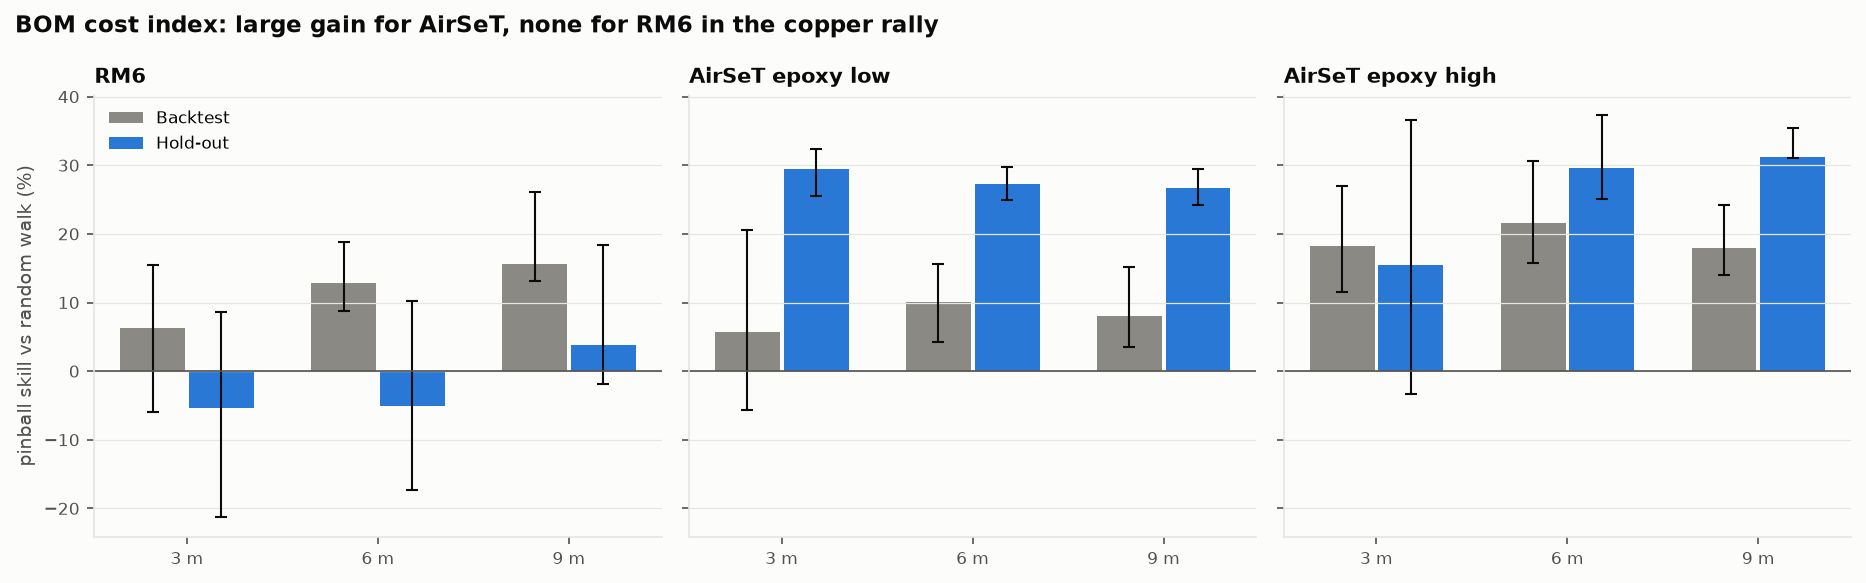 BOM cost index: large gain for AirSeT, none for RM6 in the copper rally
RM6
AirSeT epoxy low
AirSeT epoxy high
pinball skill vs random walk (%)
40
30
20
10
0
−10
−20
Backtest
Hold-out
3 m
6 m
9 m
3 m
6 m
9 m
3 m
6 m
9 m